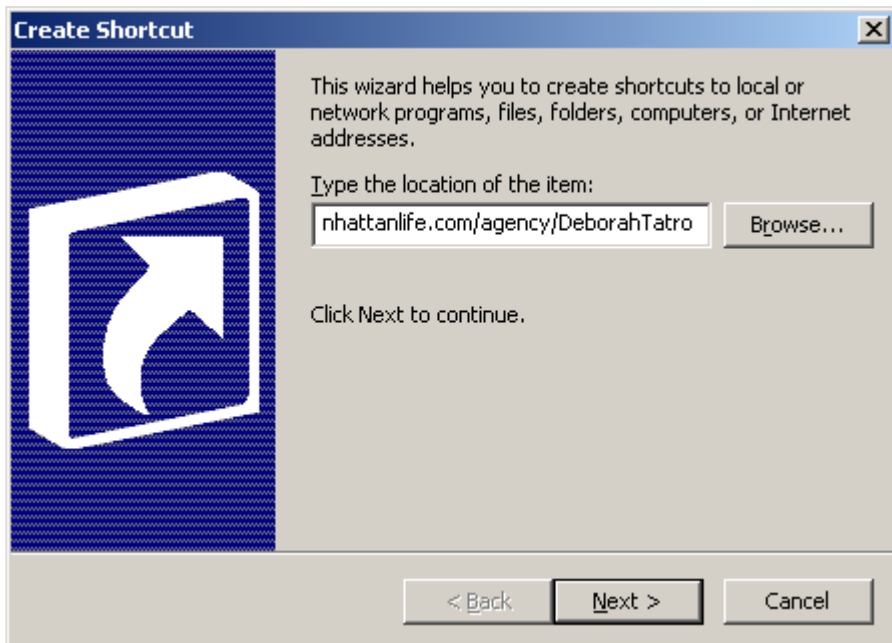 Create Shortcut
This wizard helps you to create shortcuts to local or
network programs, files, folders, computers, or Internet
addresses.
Type the location of the item:
nhattanlife.com/agency/DeborahTatro
Browse...
Click Next to continue.
< Back
Next >
Cancel